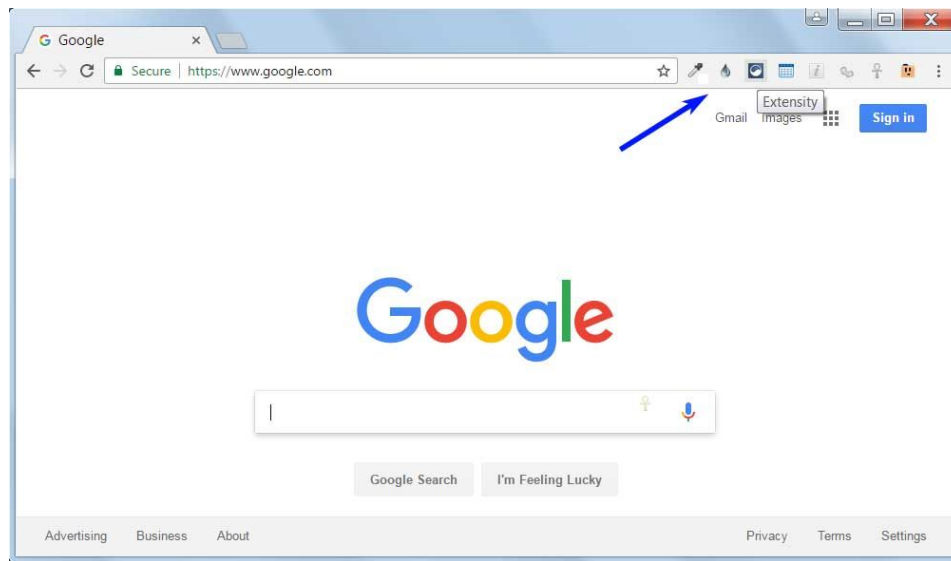 Google
Secure https://www.google.com
Extensity
Gmail Images Sign in
Google
Google Search I'm Feeling Lucky
Advertising Business About Privacy Terms Settings